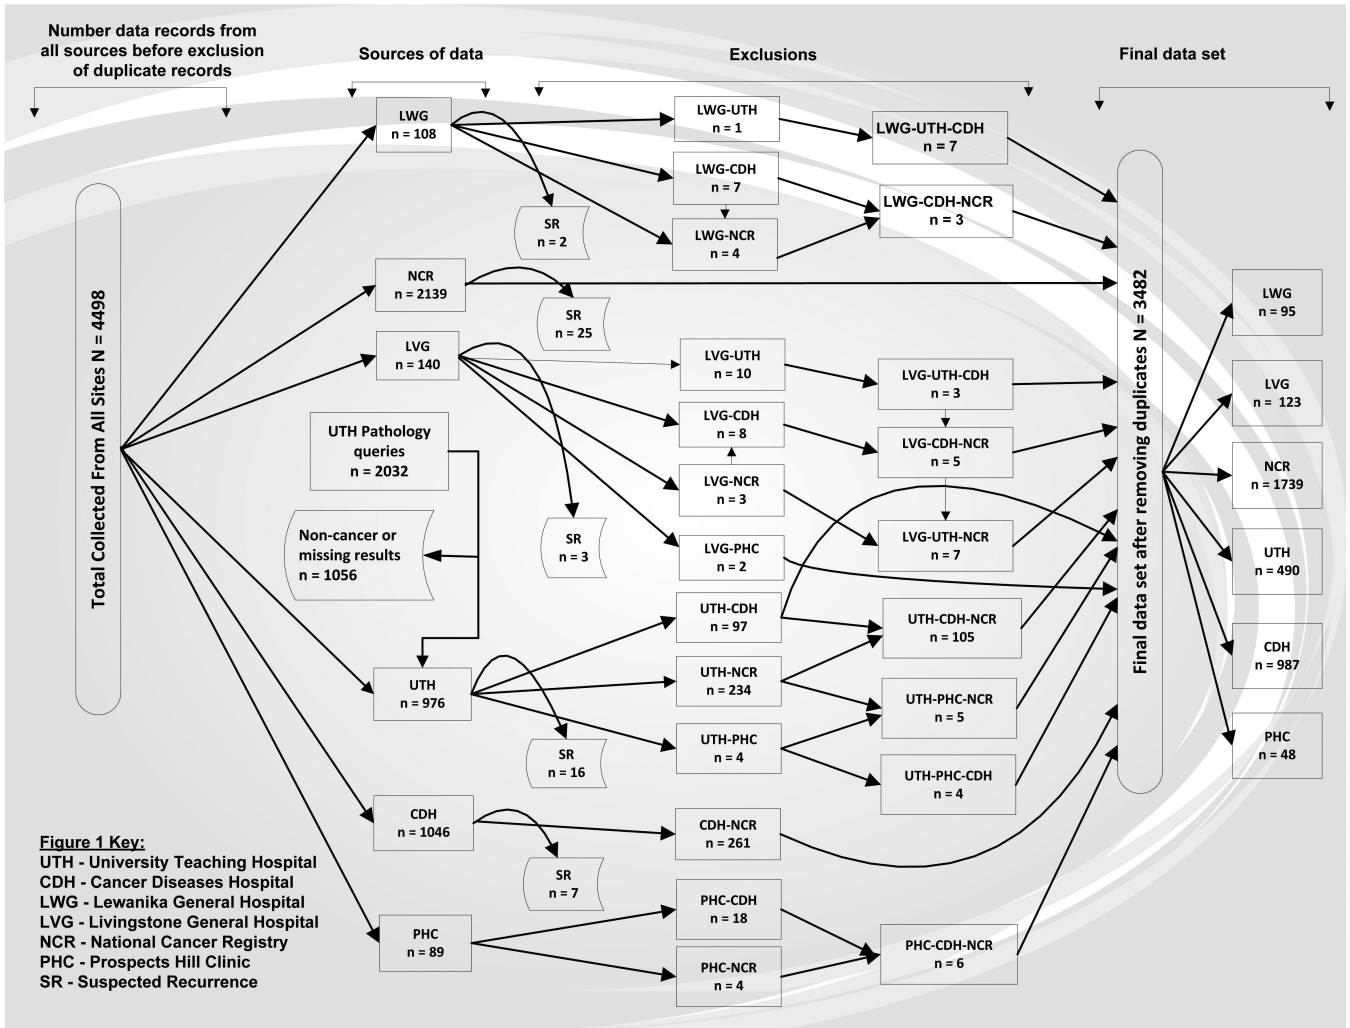 Number data records from
all sources before exclusion
of duplicate records
Sources of data
Exclusions
Final data set
Total Collected From All Sites N = 4498
LWG
n = 108
SR
n = 2
LWG-UTH
n = 1
LWG-CDH
n = 7
LWG-NCR
n = 4
LWG-UTH-CDH
n = 7
LWG-CDH-NCR
n = 3
NCR
n = 2139
SR
n = 25
LVG
n = 140
SR
n = 3
LVG-UTH
n = 10
LVG-CDH
n = 8
LVG-NCR
n = 3
LVG-PHC
n = 2
LVG-UTH-CDH
n = 3
LVG-CDH-NCR
n = 5
LVG-UTH-NCR
n = 7
UTH Pathology
queries
n = 2032
Non-cancer or
missing results
n = 1056
UTH
n = 976
SR
n = 16
UTH-CDH
n = 97
UTH-NCR
n = 234
UTH-PHC
n = 4
UTH-CDH-NCR
n = 105
UTH-PHC-NCR
n = 5
UTH-PHC-CDH
n = 4
CDH
n = 1046
SR
n = 7
CDH-NCR
n = 261
PHC
n = 89
PHC-CDH
n = 18
PHC-NCR
n = 4
PHC-CDH-NCR
n = 6
Final data set after removing duplicates N = 3482
LWG
n = 95
LVG
n = 123
NCR
n = 1739
UTH
n = 490
CDH
n = 987
PHC
n = 48
Figure 1 Key:
UTH - University Teaching Hospital
CDH - Cancer Diseases Hospital
LWG - Lewanika General Hospital
LVG - Livingstone General Hospital
NCR - National Cancer Registry
PHC - Prospects Hill Clinic
SR - Suspected Recurrence